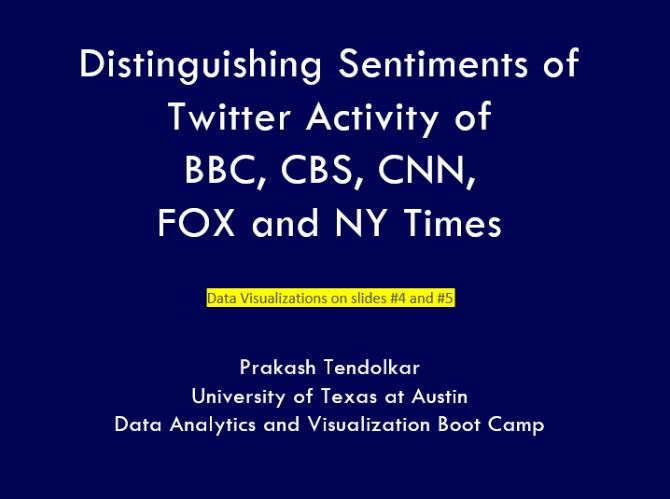 Distinguishing Sentiments of
Twitter Activity of
BBC, CBS, CNN,
FOX and NY Times
Data Visualizations on slides #4 and #5
Prakash Tendolkar
University of Texas at Austin
Data Analytics and Visualization Boot Camp